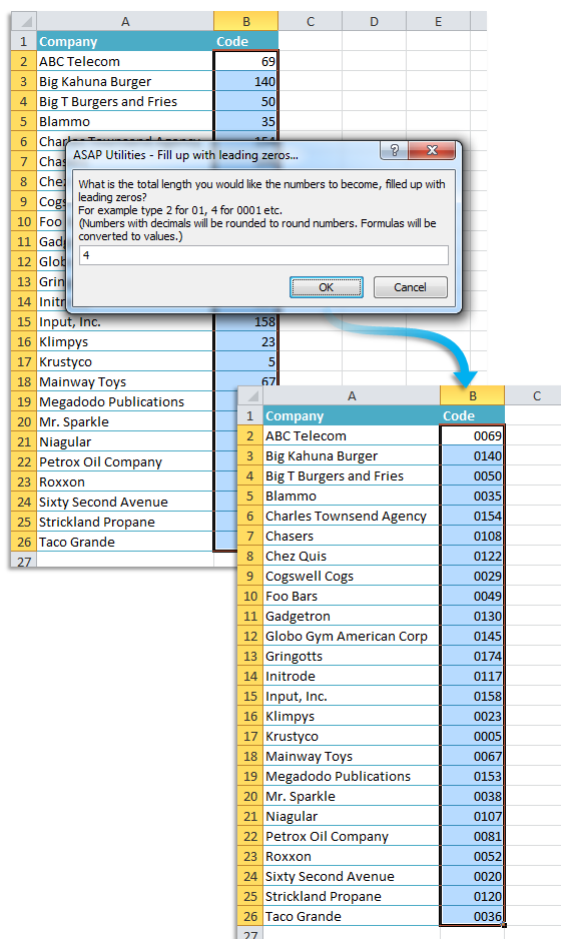 A B C D E
1 Company Code
2 ABC Telecom 69
3 Big Kahuna Burger 140
4 Big T Burgers and Fries 50
5 Blammo 35
6
7
8
9
10 Foo
11
12
13
14
ASAP Utilities - Fill up with leading zeros...
What is the total length you would like the numbers to become, filled up with
leading zeros?
For example type 2 for 01, 4 for 0001 etc.
(Numbers with decimals will be rounded to round numbers. Formulas will be
converted to values.)
4
OK Cancel
15 Input, Inc. 158
16 Klimpys 23
17 Krustyco 5
18 Mainway Toys 67
19 Megadodo Publications
20 Mr. Sparkle
21 Niagular
22 Petrox Oil Company
23 Roxxon
24 Sixty Second Avenue
25 Strickland Propane
26 Taco Grande
27
A B C
1 Company Code
2 ABC Telecom 0069
3 Big Kahuna Burger 0140
4 Big T Burgers and Fries 0050
5 Blammo 0035
6 Charles Townsend Agency 0154
7 Chasers 0108
8 Chez Quis 0122
9 Cogswell Cogs 0029
10 Foo Bars 0049
11 Gadgetron 0130
12 Globo Gym American Corp 0145
13 Gringotts 0174
14 Initrode 0117
15 Input, Inc. 0158
16 Klimpys 0023
17 Krustyco 0005
18 Mainway Toys 0067
19 Megadodo Publications 0153
20 Mr. Sparkle 0038
21 Niagular 0107
22 Petrox Oil Company 0081
23 Roxxon 0052
24 Sixty Second Avenue 0020
25 Strickland Propane 0120
26 Taco Grande 0036
27